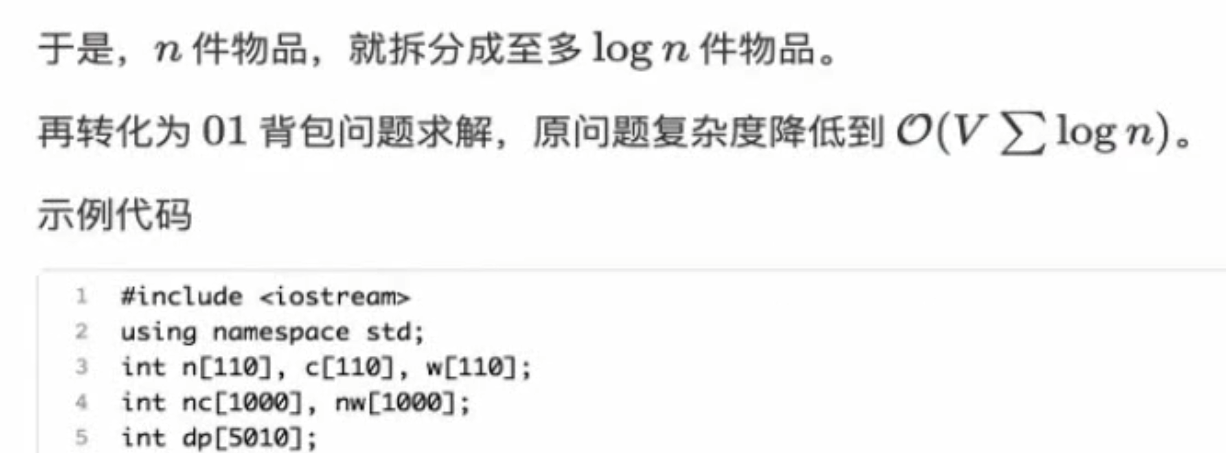 于是，n 件物品，就拆分成至多 log n 件物品。
再转化为 01 背包问题求解，原问题复杂度降低到 𝒪(V ∑ log n)。
示例代码
1 #include <iostream>
2 using namespace std;
3 int n[110], c[110], w[110];
4 int nc[1000], nw[1000];
5 int dp[5010];